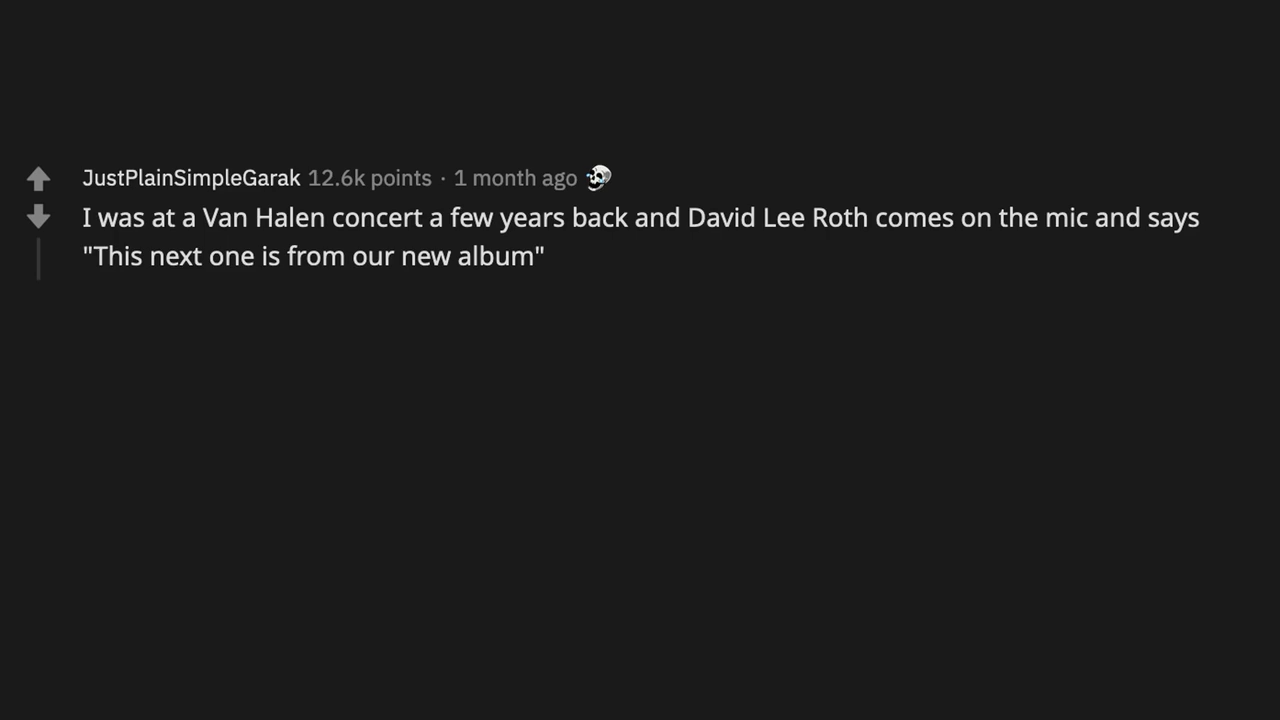 JustPlainSimpleGarak 12.6k points · 1 month ago
I was at a Van Halen concert a few years back and David Lee Roth comes on the mic and says
"This next one is from our new album"